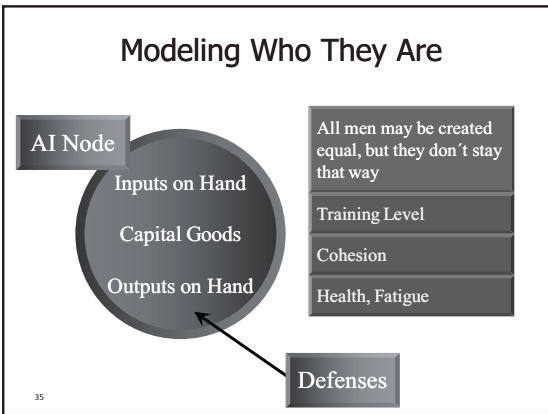 Modeling Who They Are
AI Node
Inputs on Hand
Capital Goods
Outputs on Hand
All men may be created
equal, but they don´t stay
that way
Training Level
Cohesion
Health, Fatigue
Defenses
35